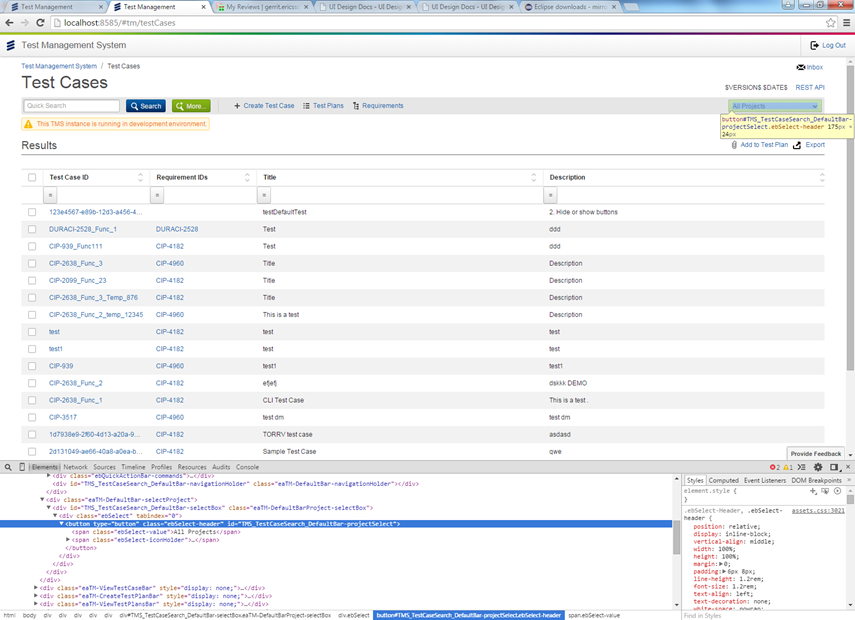 Test Management
Test Management
My Reviews | gerrit.ericss
UI Design Docs - UI Desig
UI Design Docs - UI Desig
Eclipse downloads - mirro
localhost:8585/#tm/testCases
Test Management System
Log Out
Test Management System / Test Cases
Inbox
Test Cases
$VERSION$ $DATE$ REST API
Quick Search Search More... Create Test Case Test Plans Requirements All Projects
This TMS instance is running in development environment.
button#TMS_TestCaseSearch_DefaultBar-
projectSelect.ebSelect-header 175px ×
24px
Results
Add to Test Plan Export
Test Case ID Requirement IDs Title Description
= = = =
123e4567-e89b-12d3-a456-4... testDefaultTest 2. Hide or show buttons
DURACI-2528_Func_1 DURACI-2528 Test ddd
CIP-939_Func111 CIP-4182 Test ddd
CIP-2638_Func_3 CIP-4960 Title Description
CIP-2099_Func_23 CIP-4182 Title Description
CIP-2638_Func_3_Temp_876 CIP-4182 Title Description
CIP-2638_Func_2_temp_12345 CIP-4960 This is a test Description
test CIP-4182 test test
test1 CIP-4182 test test
CIP-939 CIP-4960 test1 test1
CIP-2638_Func_2 CIP-4182 efjefj dskkk DEMO
CIP-2638_Func_1 CIP-4182 CLI Test Case This is a test .
CIP-3517 CIP-4960 test dm test dm
1d7938e9-2f60-4d13-a20a-9... CIP-4182 TORRV test case asdasd
2d131049-ae66-40a8-a0ea-b... CIP-4182 Sample Test Case qwe
Provide Feedback
Elements Network Sources Timeline Profiles Resources Audits Console 2 1
<div class="ebQuickActionBar-commands">…</div>
<div id="TMS_TestCaseSearch_DefaultBar-navigationHolder" class="eaTM-DefaultBar-navigationHolder"></div>
</div>
<div class="eaTM-DefaultBar-selectProject">
<div id="TMS_TestCaseSearch_DefaultBar-selectBox" class="eaTM-DefaultBarProject-selectBox">
<div class="ebSelect" tabindex="0">
<button type="button" class="ebSelect-header" id="TMS_TestCaseSearch_DefaultBar-projectSelect">
<span class="ebSelect-value">All Projects</span>
<span class="ebSelect-iconHolder">…</span>
</button>
</div>
</div>
</div>
<div class="eaTM-ViewTestCaseBar" style="display: none;">…</div>
<div class="eaTM-CreateTestPlanBar" style="display: none;">…</div>
<div class="eaTM-ViewTestPlansBar" style="display: none;">…</div>
Styles Computed Event Listeners DOM Breakpoints »
element.style {
}
.ebSelect-Header, .ebSelect- assets.css:3021
header {
position: relative;
display: inline-block;
vertical-align: middle;
width: 100%;
height: 100%;
margin: 0;
padding: 6px 8px;
line-height: 1.2rem;
font-size: 1.2rem;
text-align: left;
text-decoration: none;
white-space: nowrap;
html body div div div div div div#TMS_TestCaseSearch_DefaultBar-selectBox.eaTM-DefaultBarProject-selectBox div.ebSelect button#TMS_TestCaseSearch_DefaultBar-projectSelect.ebSelect-header span.ebSelect-value
Find in Styles